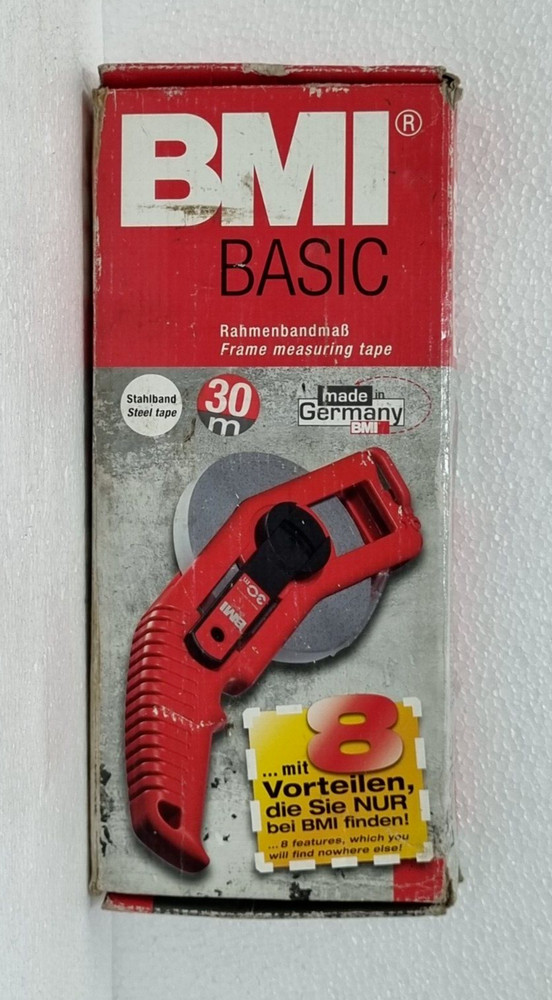 BMI®
BASIC
Rahmenbandmaß
Frame measuring tape
Stahlband
Steel tape
30
m
made in
Germany
BMI
BMI 30 m
... mit 8
Vorteilen,
die Sie NUR
bei BMI finden!
... 8 features, which you
will find nowhere else!